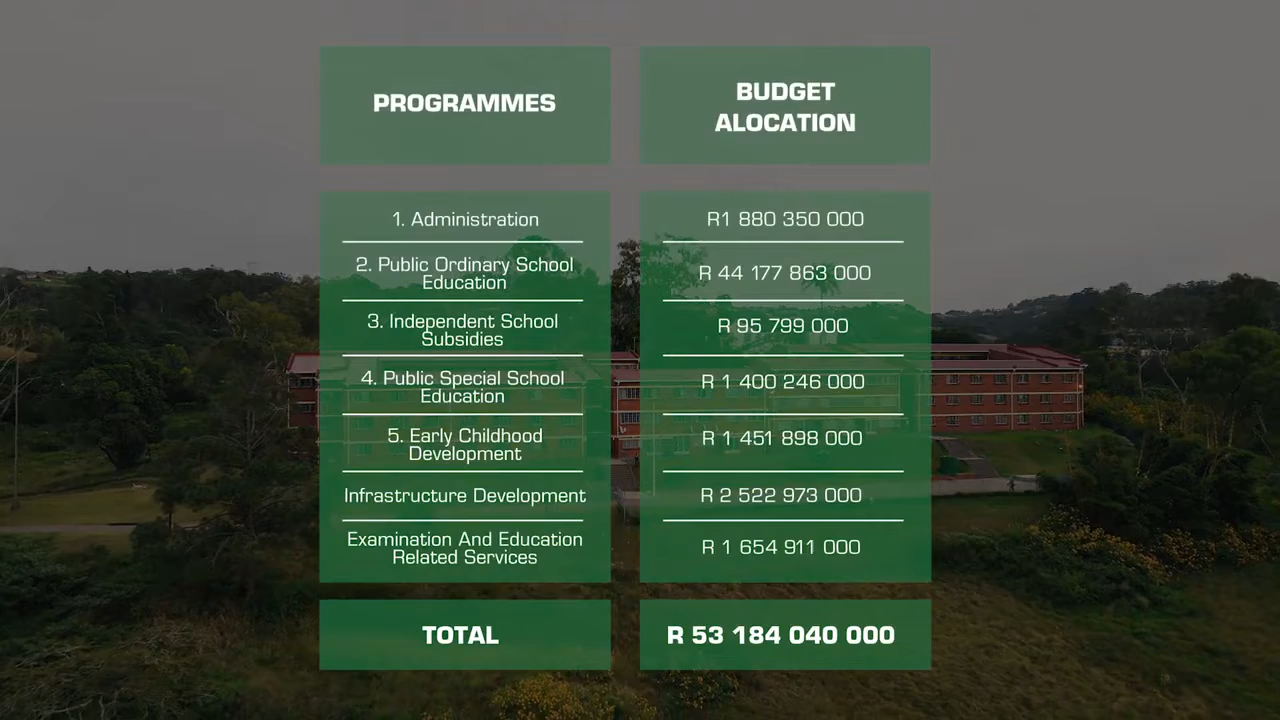 PROGRAMMES
BUDGET
ALOCATION
1. Administration
R1 880 350 000
2. Public Ordinary School
Education
R 44 177 863 000
3. Independent School
Subsidies
R 95 799 000
4. Public Special School
Education
R 1 400 246 000
5. Early Childhood
Development
R 1 451 898 000
Infrastructure Development
R 2 522 973 000
Examination And Education
Related Services
R 1 654 911 000
TOTAL
R 53 184 040 000